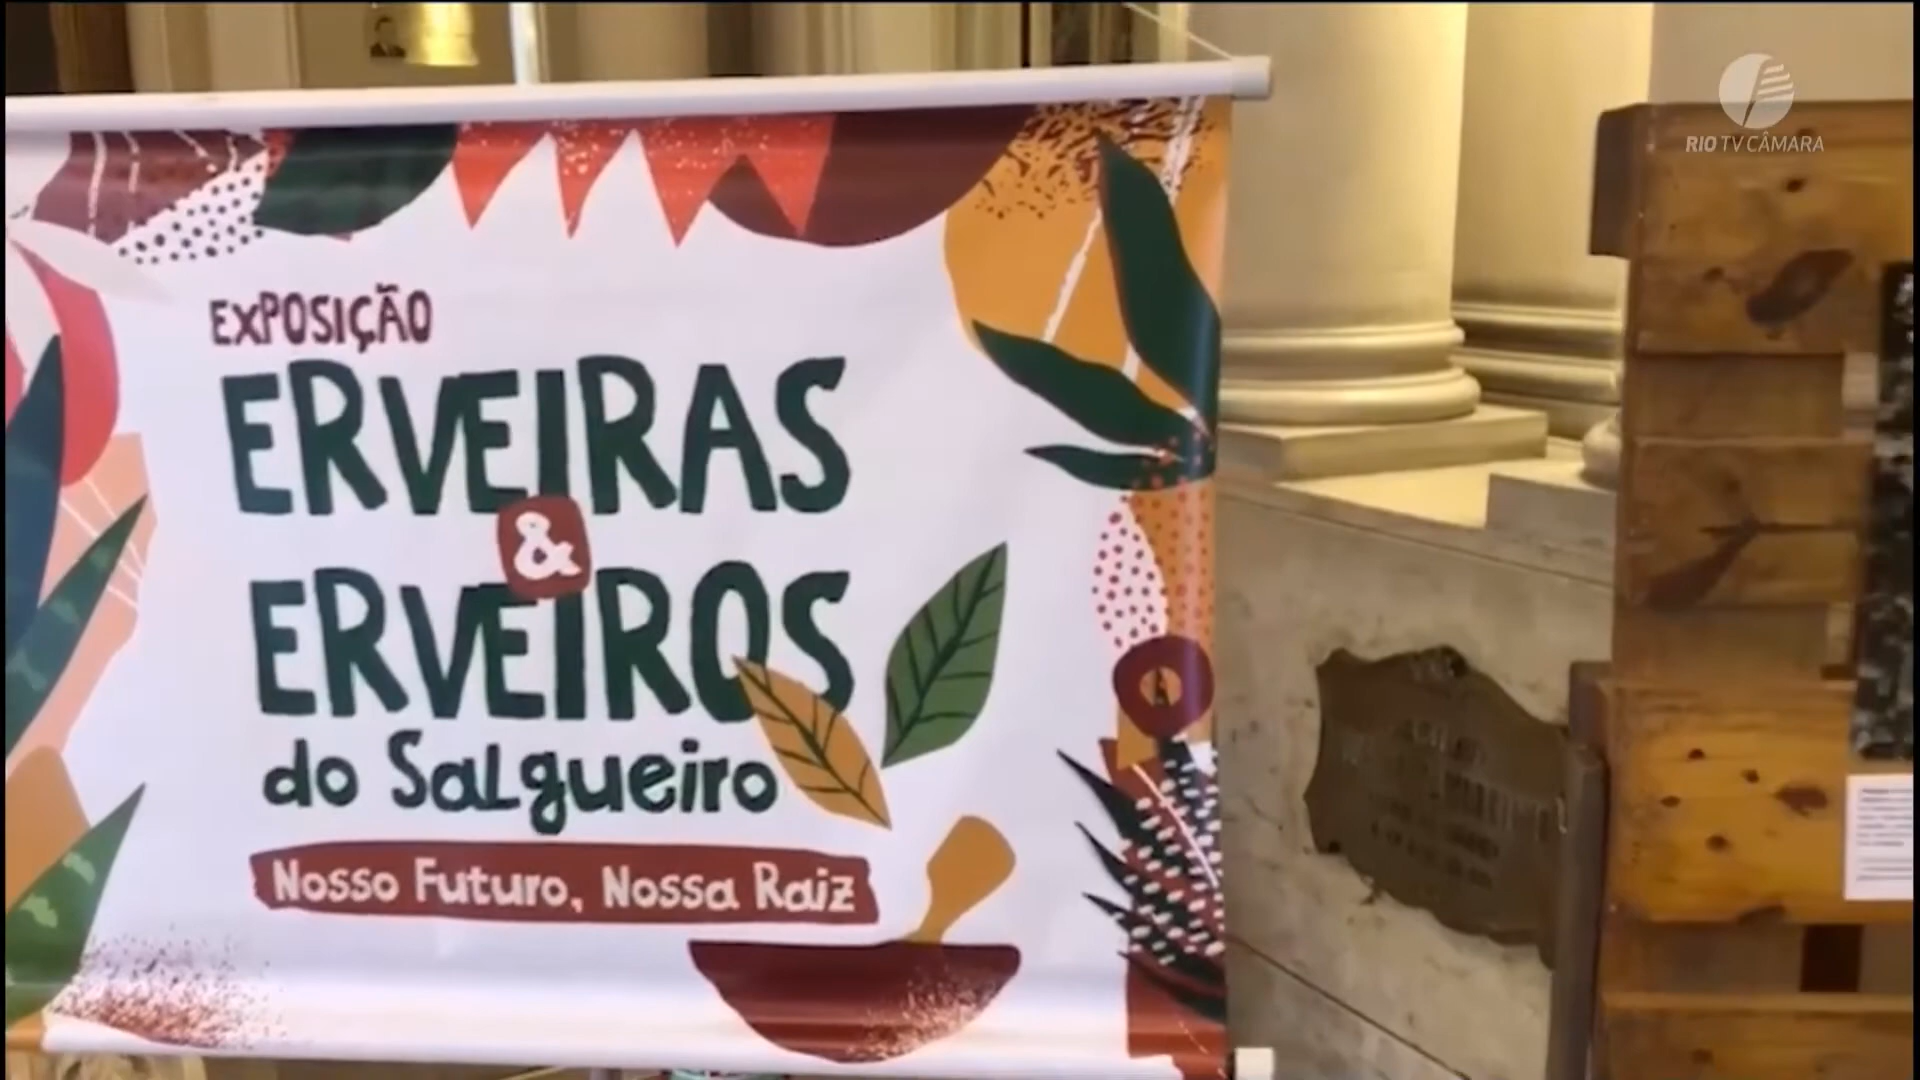 RIO TV CÂMARA
EXPOSIÇÃO
ERVEIRAS
&
ERVEIROS
do Salgueiro
Nosso Futuro, Nossa Raiz